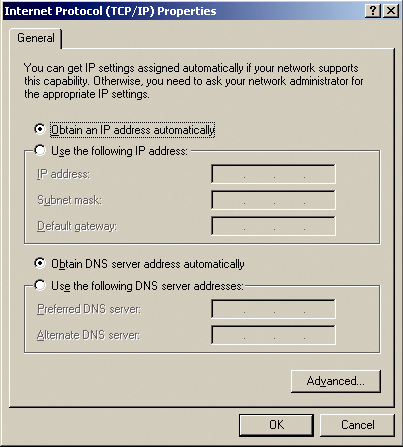 Internet Protocol (TCP/IP) Properties
General
You can get IP settings assigned automatically if your network supports
this capability. Otherwise, you need to ask your network administrator for
the appropriate IP settings.
Obtain an IP address automatically
Use the following IP address:
IP address:
Subnet mask:
Default gateway:
Obtain DNS server address automatically
Use the following DNS server addresses:
Preferred DNS server:
Alternate DNS server:
Advanced...
OK Cancel